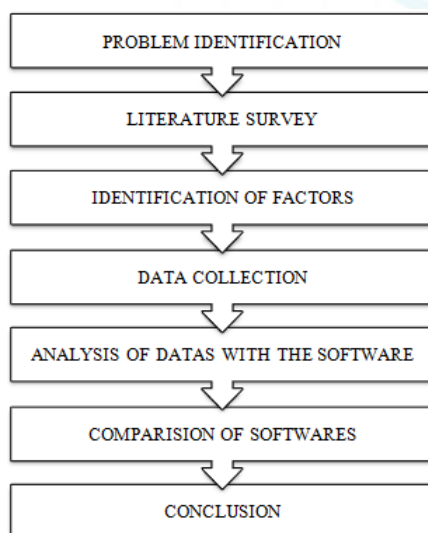 PROBLEM IDENTIFICATION
LITERATURE SURVEY
IDENTIFICATION OF FACTORS
DATA COLLECTION
ANALYSIS OF DATAS WITH THE SOFTWARE
COMPARISION OF SOFTWARES
CONCLUSION